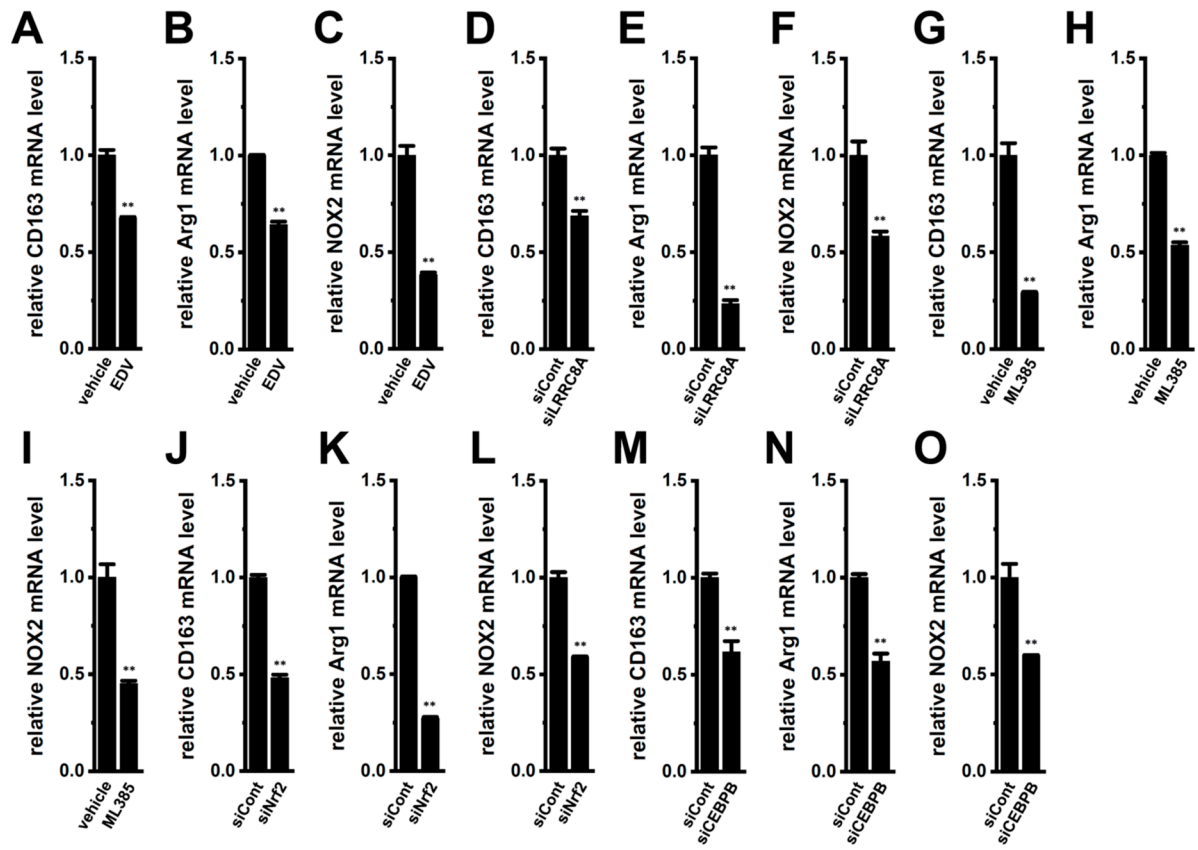 A B C D E F G H
relative CD163 mRNA level
1.5
1.0
0.5
0.0
**
vehicle
EDV
relative Arg1 mRNA level
1.5
1.0
0.5
0.0
**
vehicle
EDV
relative NOX2 mRNA level
1.5
1.0
0.5
0.0
**
vehicle
EDV
relative CD163 mRNA level
1.5
1.0
0.5
0.0
**
siCont
siLRRC8A
relative Arg1 mRNA level
1.5
1.0
0.5
0.0
**
siCont
siLRRC8A
relative NOX2 mRNA level
1.5
1.0
0.5
0.0
**
siCont
siLRRC8A
relative CD163 mRNA level
1.5
1.0
0.5
0.0
**
vehicle
ML385
relative Arg1 mRNA level
1.5
1.0
0.5
0.0
**
vehicle
ML385
I J K L M N O
relative NOX2 mRNA level
1.5
1.0
0.5
0.0
**
vehicle
ML385
relative CD163 mRNA level
1.5
1.0
0.5
0.0
**
siCont
siNrf2
relative Arg1 mRNA level
1.5
1.0
0.5
0.0
**
siCont
siNrf2
relative NOX2 mRNA level
1.5
1.0
0.5
0.0
**
siCont
siNrf2
relative CD163 mRNA level
1.5
1.0
0.5
0.0
**
siCont
siCEBPB
relative Arg1 mRNA level
1.5
1.0
0.5
0.0
**
siCont
siCEBPB
relative NOX2 mRNA level
1.5
1.0
0.5
0.0
**
siCont
siCEBPB